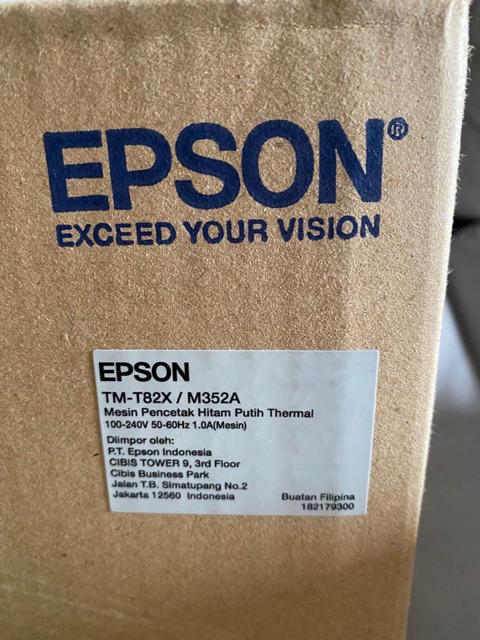 EPSON®
EXCEED YOUR VISION
EPSON
TM-T82X / M352A
Mesin Pencetak Hitam Putih Thermal
100-240V 50-60Hz 1.0A(Mesin)
Diimpor oleh:
P.T. Epson Indonesia
CIBIS TOWER 9, 3rd Floor
Cibis Business Park
Jalan T.B. Simatupang No.2
Jakarta 12560 Indonesia Buatan Filipina
182179300